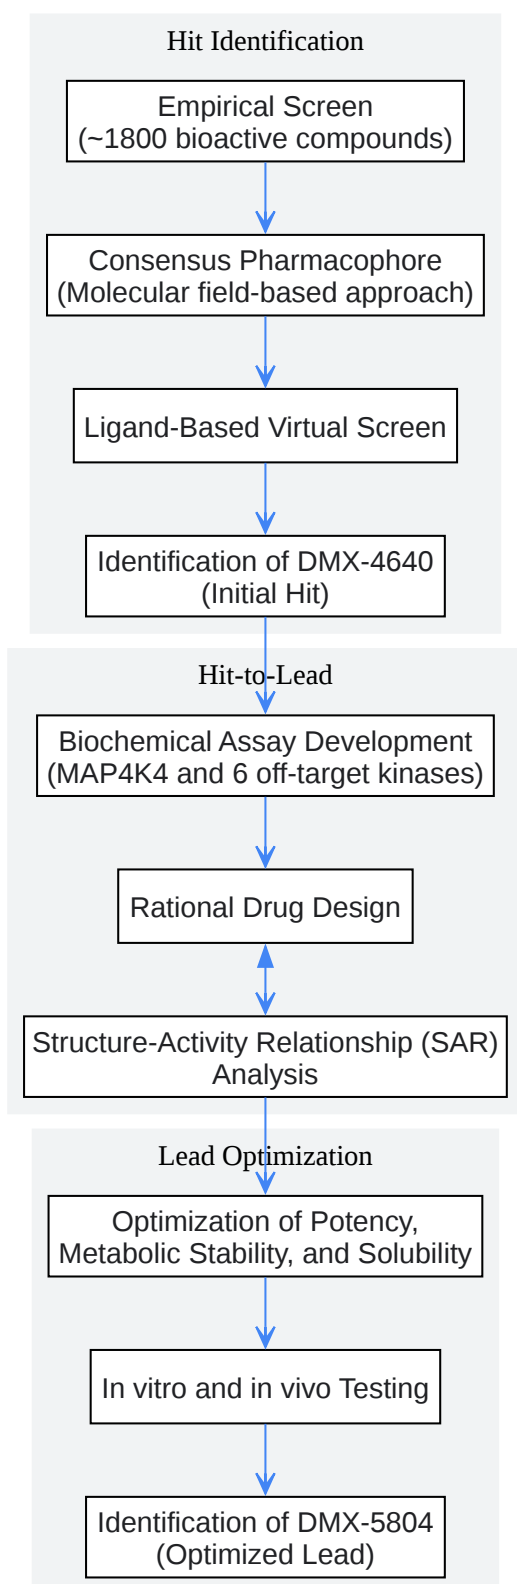 Hit Identification
Empirical Screen
(~1800 bioactive compounds)
Consensus Pharmacophore
(Molecular field-based approach)
Ligand-Based Virtual Screen
Identification of DMX-4640
(Initial Hit)
Hit-to-Lead
Biochemical Assay Development
(MAP4K4 and 6 off-target kinases)
Rational Drug Design
Structure-Activity Relationship (SAR)
Analysis
Lead Optimization
Optimization of Potency,
Metabolic Stability, and Solubility
In vitro and in vivo Testing
Identification of DMX-5804
(Optimized Lead)